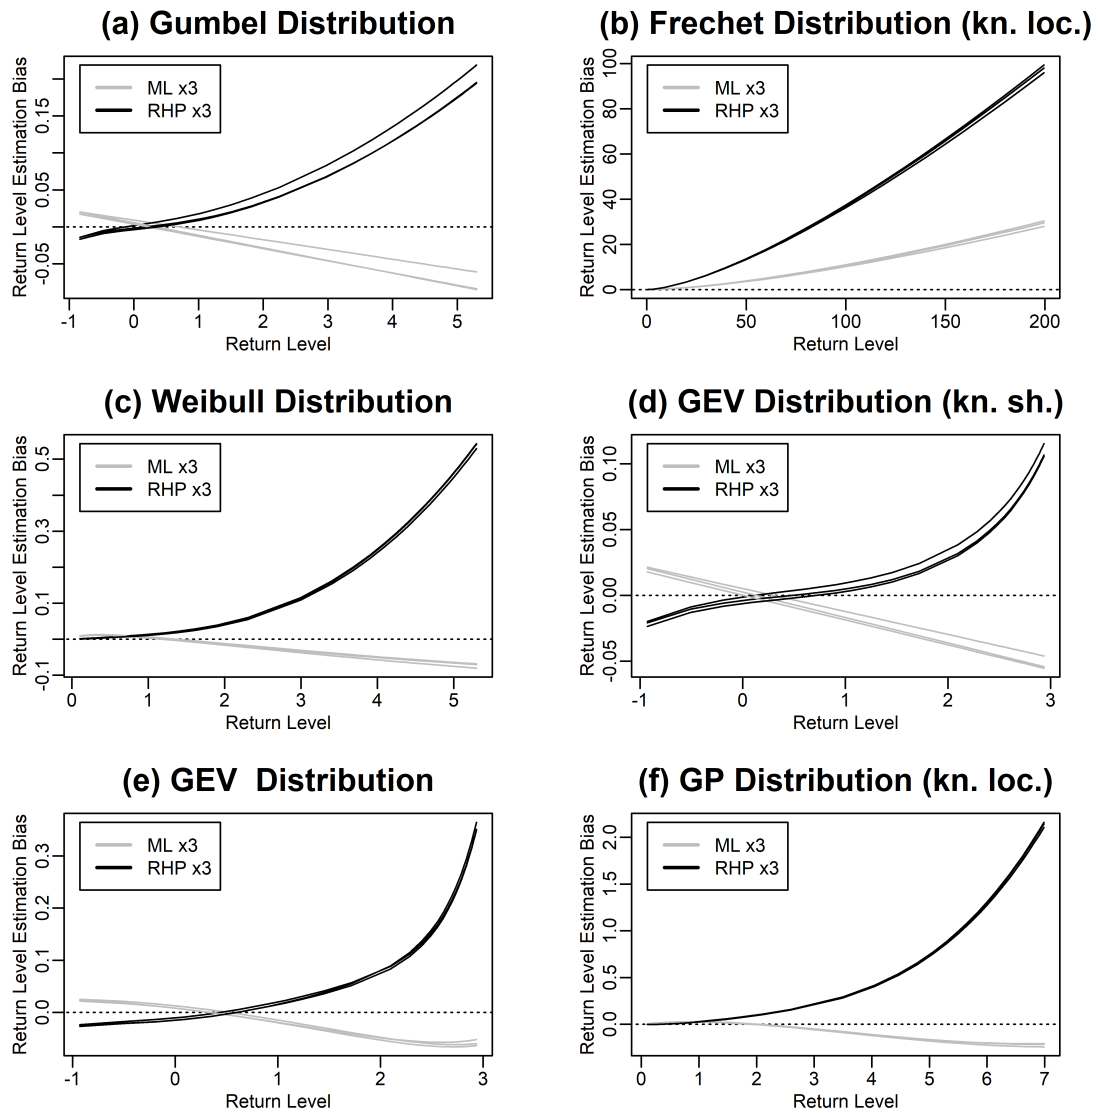 (a) Gumbel Distribution
Return Level Estimation Bias
0.15
0.05
-0.05
ML x3
RHP x3
-1 0 1 2 3 4 5
Return Level
(b) Frechet Distribution (kn. loc.)
Return Level Estimation Bias
100
80
60
40
20
0
ML x3
RHP x3
0 50 100 150 200
Return Level
(c) Weibull Distribution
Return Level Estimation Bias
0.5
0.3
0.1
-0.1
ML x3
RHP x3
0 1 2 3 4 5
Return Level
(d) GEV Distribution (kn. sh.)
Return Level Estimation Bias
0.10
0.05
0.00
-0.05
ML x3
RHP x3
-1 0 1 2 3
Return Level
(e) GEV  Distribution
Return Level Estimation Bias
0.3
0.2
0.1
0.0
ML x3
RHP x3
-1 0 1 2 3
Return Level
(f) GP Distribution (kn. loc.)
Return Level Estimation Bias
2.0
1.5
1.0
0.5
0.0
ML x3
RHP x3
0 1 2 3 4 5 6 7
Return Level